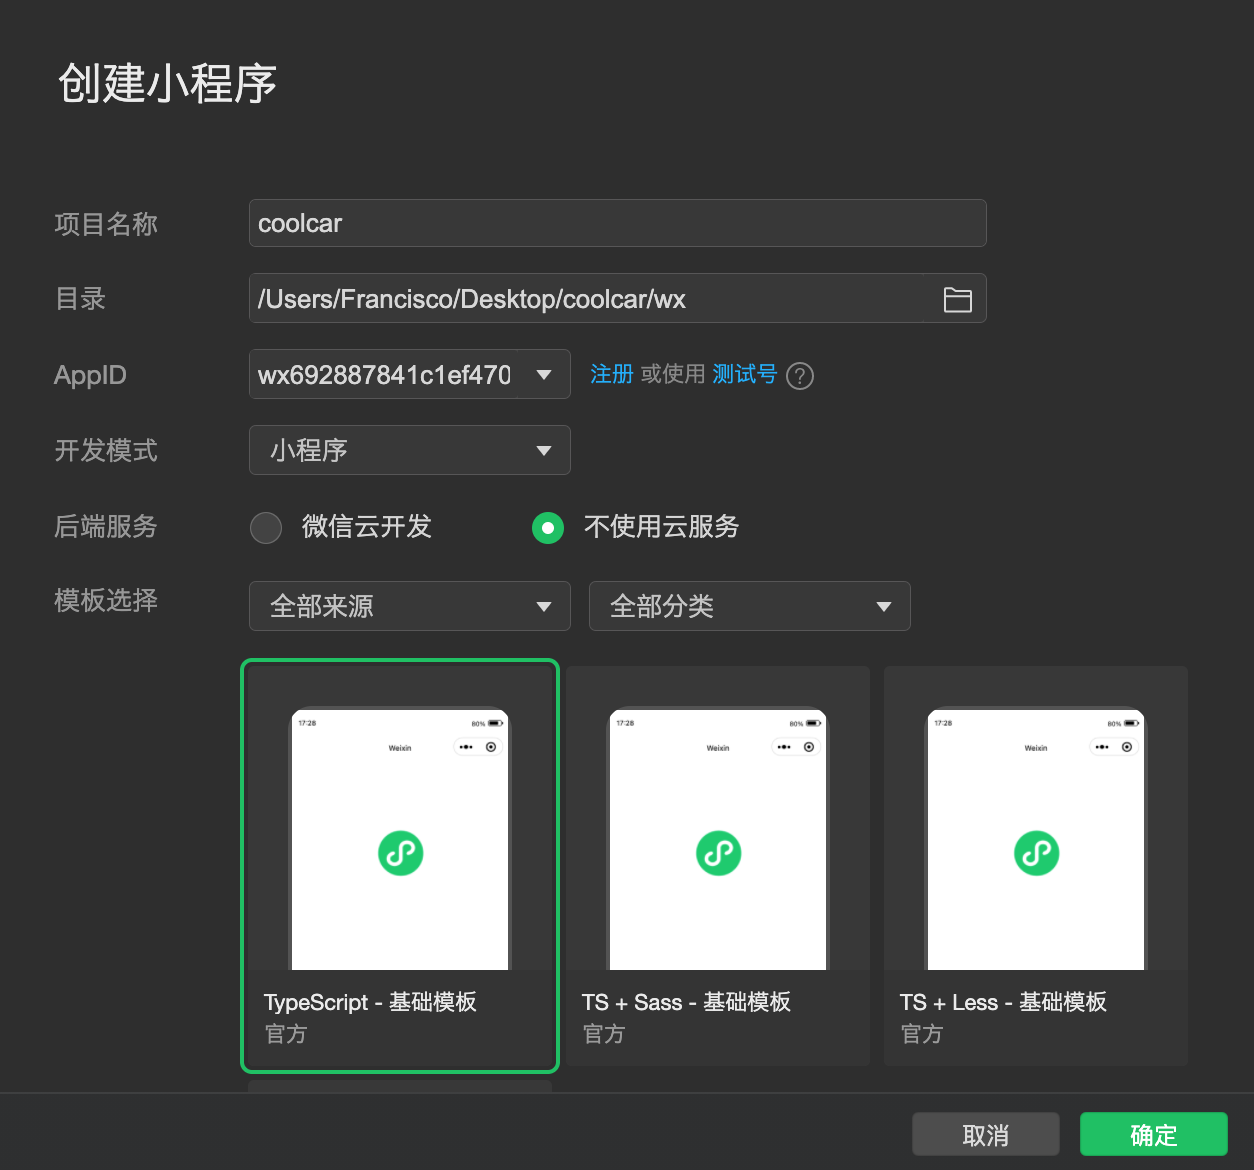 创建小程序
项目名称 coolcar
目录 /Users/Francisco/Desktop/coolcar/wx
AppID wx692887841c1ef470 注册 或使用 测试号 ?
开发模式 小程序
后端服务 微信云开发 不使用云服务
模板选择 全部来源 全部分类
17:28 80% 17:28 80% 17:28 80%
Weixin Weixin Weixin
TypeScript - 基础模板 TS + Sass - 基础模板 TS + Less - 基础模板
官方 官方 官方
取消 确定